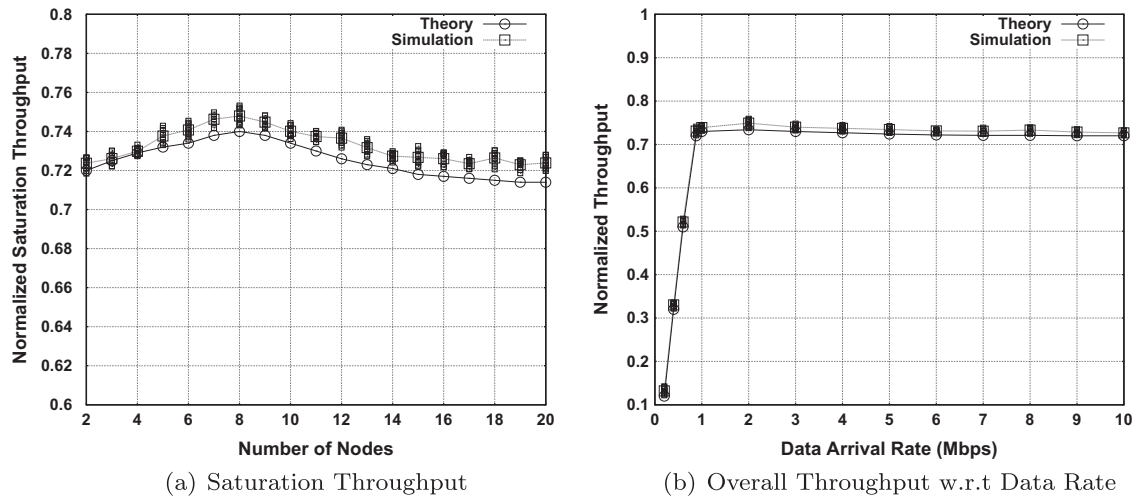 0.8
0.78
0.76
0.74
0.72
0.7
0.68
0.66
0.64
0.62
0.6
Normalized Saturation Throughput
Theory
Simulation
2 4 6 8 10 12 14 16 18 20
Number of Nodes
(a) Saturation Throughput
1
0.9
0.8
0.7
0.6
0.5
0.4
0.3
0.2
0.1
Normalized Throughput
Theory
Simulation
0 1 2 3 4 5 6 7 8 9 10
Data Arrival Rate (Mbps)
(b) Overall Throughput w.r.t Data Rate